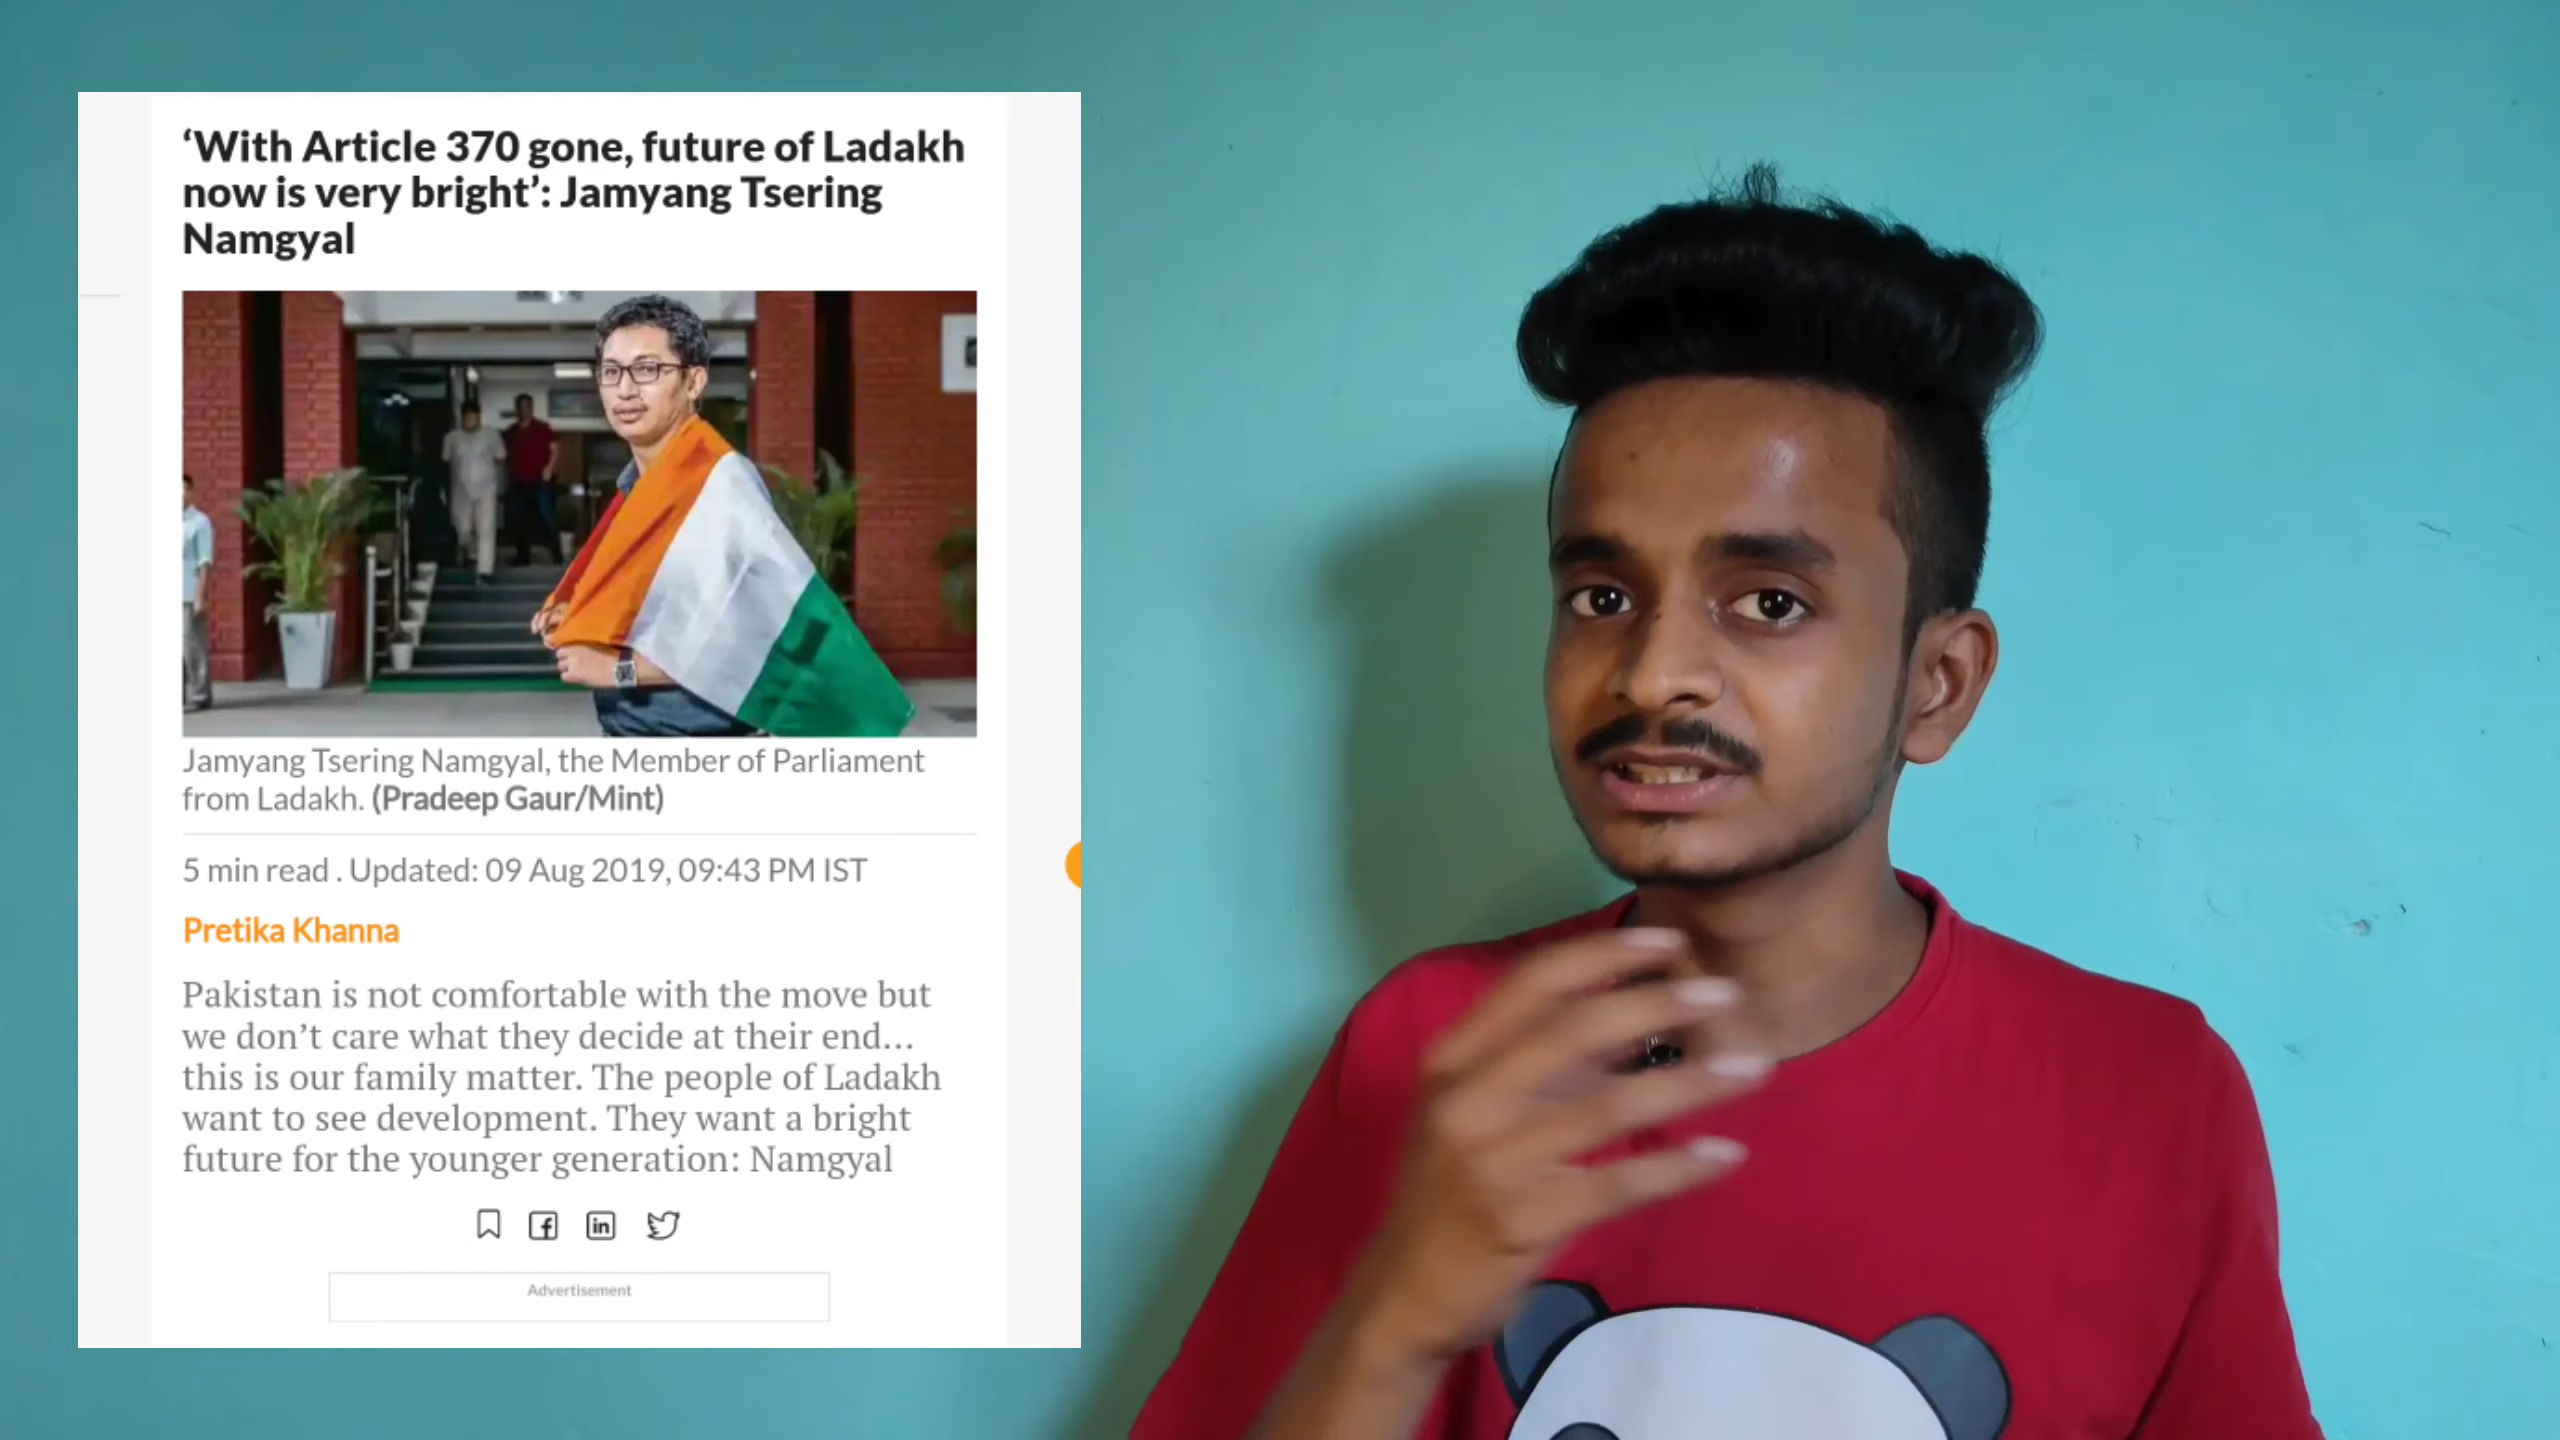 ‘With Article 370 gone, future of Ladakh
now is very bright’: Jamyang Tsering
Namgyal
Jamyang Tsering Namgyal, the Member of Parliament
from Ladakh. (Pradeep Gaur/Mint)
5 min read . Updated: 09 Aug 2019, 09:43 PM IST
Pretika Khanna
Pakistan is not comfortable with the move but
we don’t care what they decide at their end...
this is our family matter. The people of Ladakh
want to see development. They want a bright
future for the younger generation: Namgyal
Advertisement